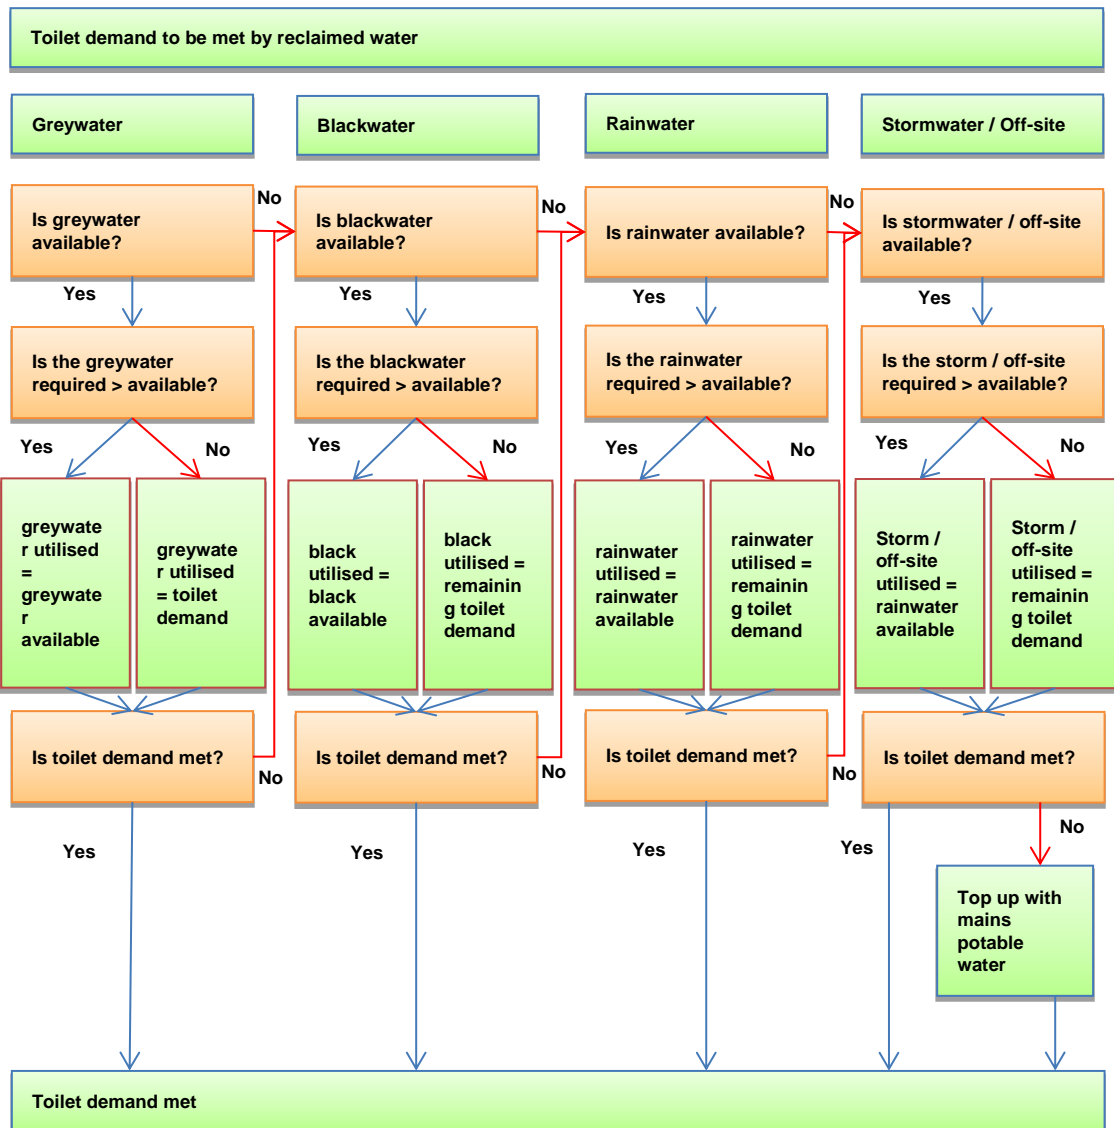 Toilet demand to be met by reclaimed water
Greywater
Blackwater
Rainwater
Stormwater / Off-site
Is greywater
available?
No
Is blackwater
available?
No
Is rainwater available?
No
Is stormwater / off-site
available?
Yes
Yes
Yes
Yes
Is the greywater
required > available?
Is the blackwater
required > available?
Is the rainwater
required > available?
Is the storm / off-site
required > available?
Yes
No
Yes
No
Yes
No
Yes
No
greywate
r utilised
=
greywate
r
available
greywate
r utilised
= toilet
demand
black
utilised =
black
available
black
utilised =
remainin
g toilet
demand
rainwater
utilised =
rainwater
available
rainwater
utilised =
remainin
g toilet
demand
Storm /
off-site
utilised =
rainwater
available
Storm /
off-site
utilised =
remainin
g toilet
demand
Is toilet demand met?
No
Is toilet demand met?
No
Is toilet demand met?
No
Is toilet demand met?
Yes
Yes
Yes
Yes
No
Top up with
mains
potable
water
Toilet demand met